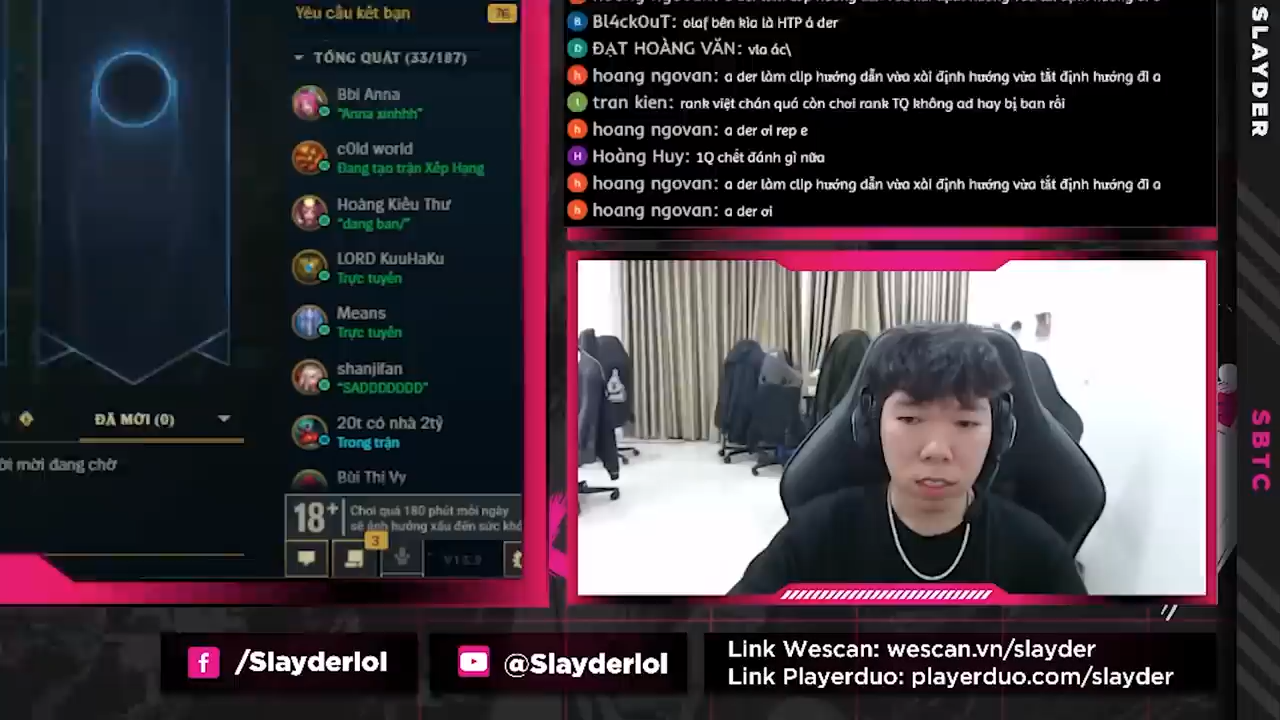 Yêu cầu kết bạn
76
TỔNG QUÁT (33/187)
Bbi Anna
"Anna xinhhh"
c0ld world
Đang tạo trận Xếp Hạng
Hoàng Kiều Thư
"dang ban/"
LORD KuuHaKu
Trực tuyến
Means
Trực tuyến
shanjifan
"SADDDDDDD"
20t có nhà 2tỷ
Trong trận
Bùi Thị Vy
ĐÃ MỜI (0)
ời mời đang chờ
18+
Chơi quá 180 phút mỗi ngày
sẽ ảnh hưởng xấu đến sức khỏ
3
Bl4ckOuT: olaf bên kia là HTP á der
ĐẠT HOÀNG VĂN: vla ác\
hoang ngovan: a der làm clip hướng dẫn vừa xài định hướng vừa tắt định hướng đi a
tran kien: rank việt chán quá còn chơi rank TQ không ad hay bị ban rồi
hoang ngovan: a der ơi rep e
Hoàng Huy: 1Q chết đánh gì nữa
hoang ngovan: a der làm clip hướng dẫn vừa xài định hướng vừa tắt định hướng đi a
hoang ngovan: a der ơi
SLAYDER
SBTC
/Slayderlol
@Slayderlol
Link Wescan: wescan.vn/slayder
Link Playerduo: playerduo.com/slayder